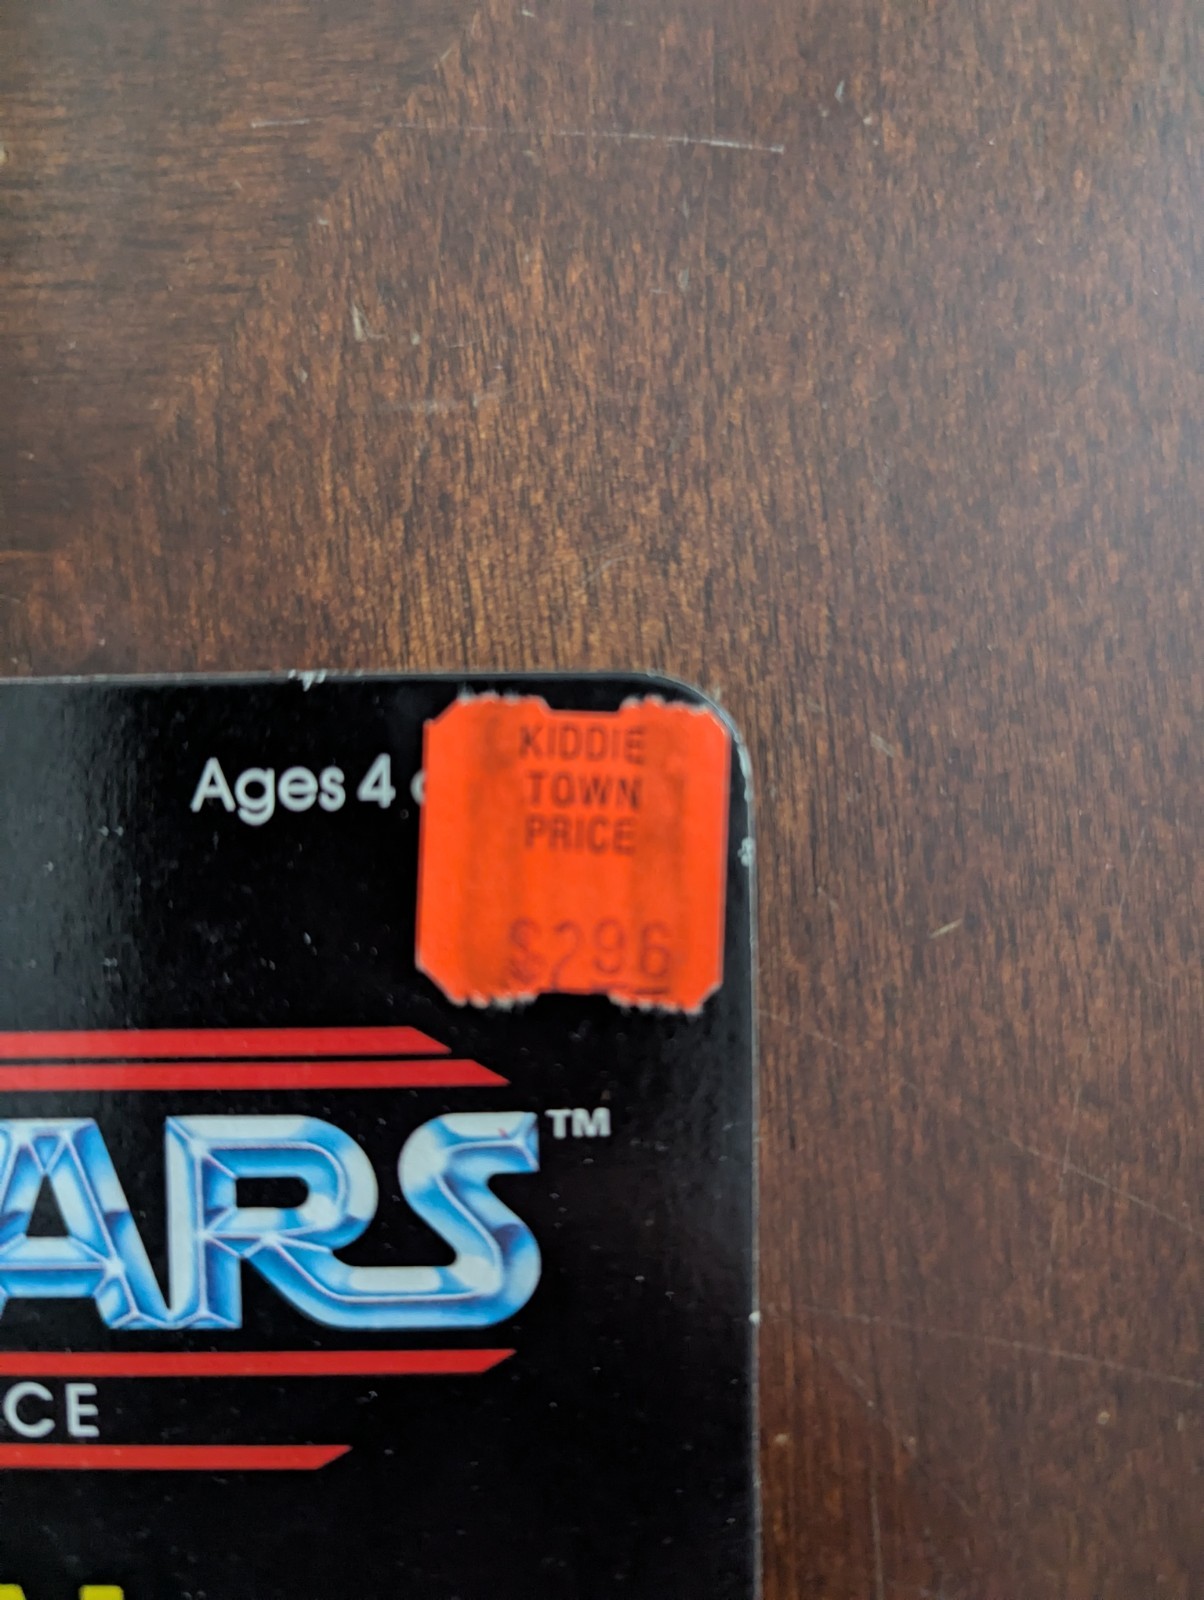 Ages 4
KIDDIE
TOWN
PRICE
$296
ARS™
CE